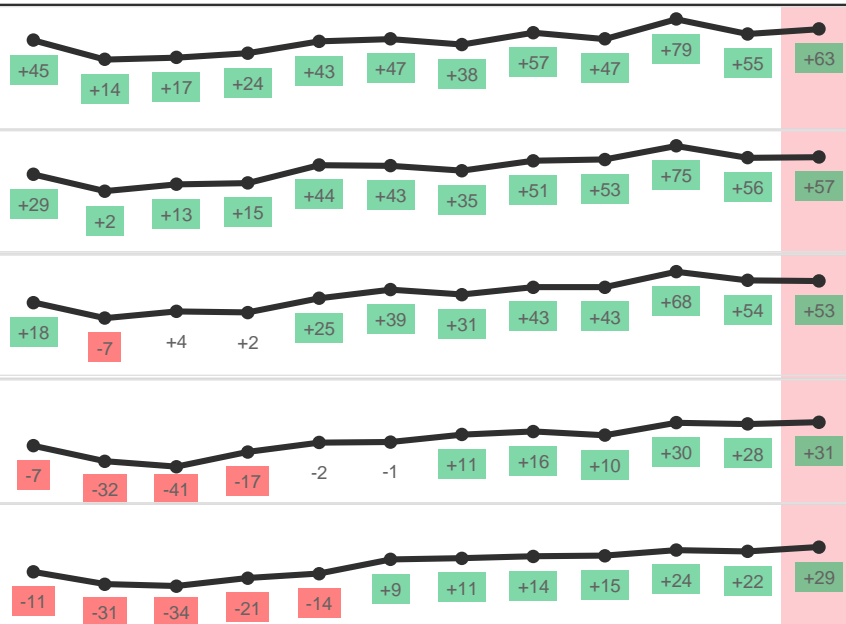 +45 +14 +17 +24 +43 +47 +38 +57 +47 +79 +55 +63
+29 +2 +13 +15 +44 +43 +35 +51 +53 +75 +56 +57
+18 -7 +4 +2 +25 +39 +31 +43 +43 +68 +54 +53
-7 -32 -41 -17 -2 -1 +11 +16 +10 +30 +28 +31
-11 -31 -34 -21 -14 +9 +11 +14 +15 +24 +22 +29